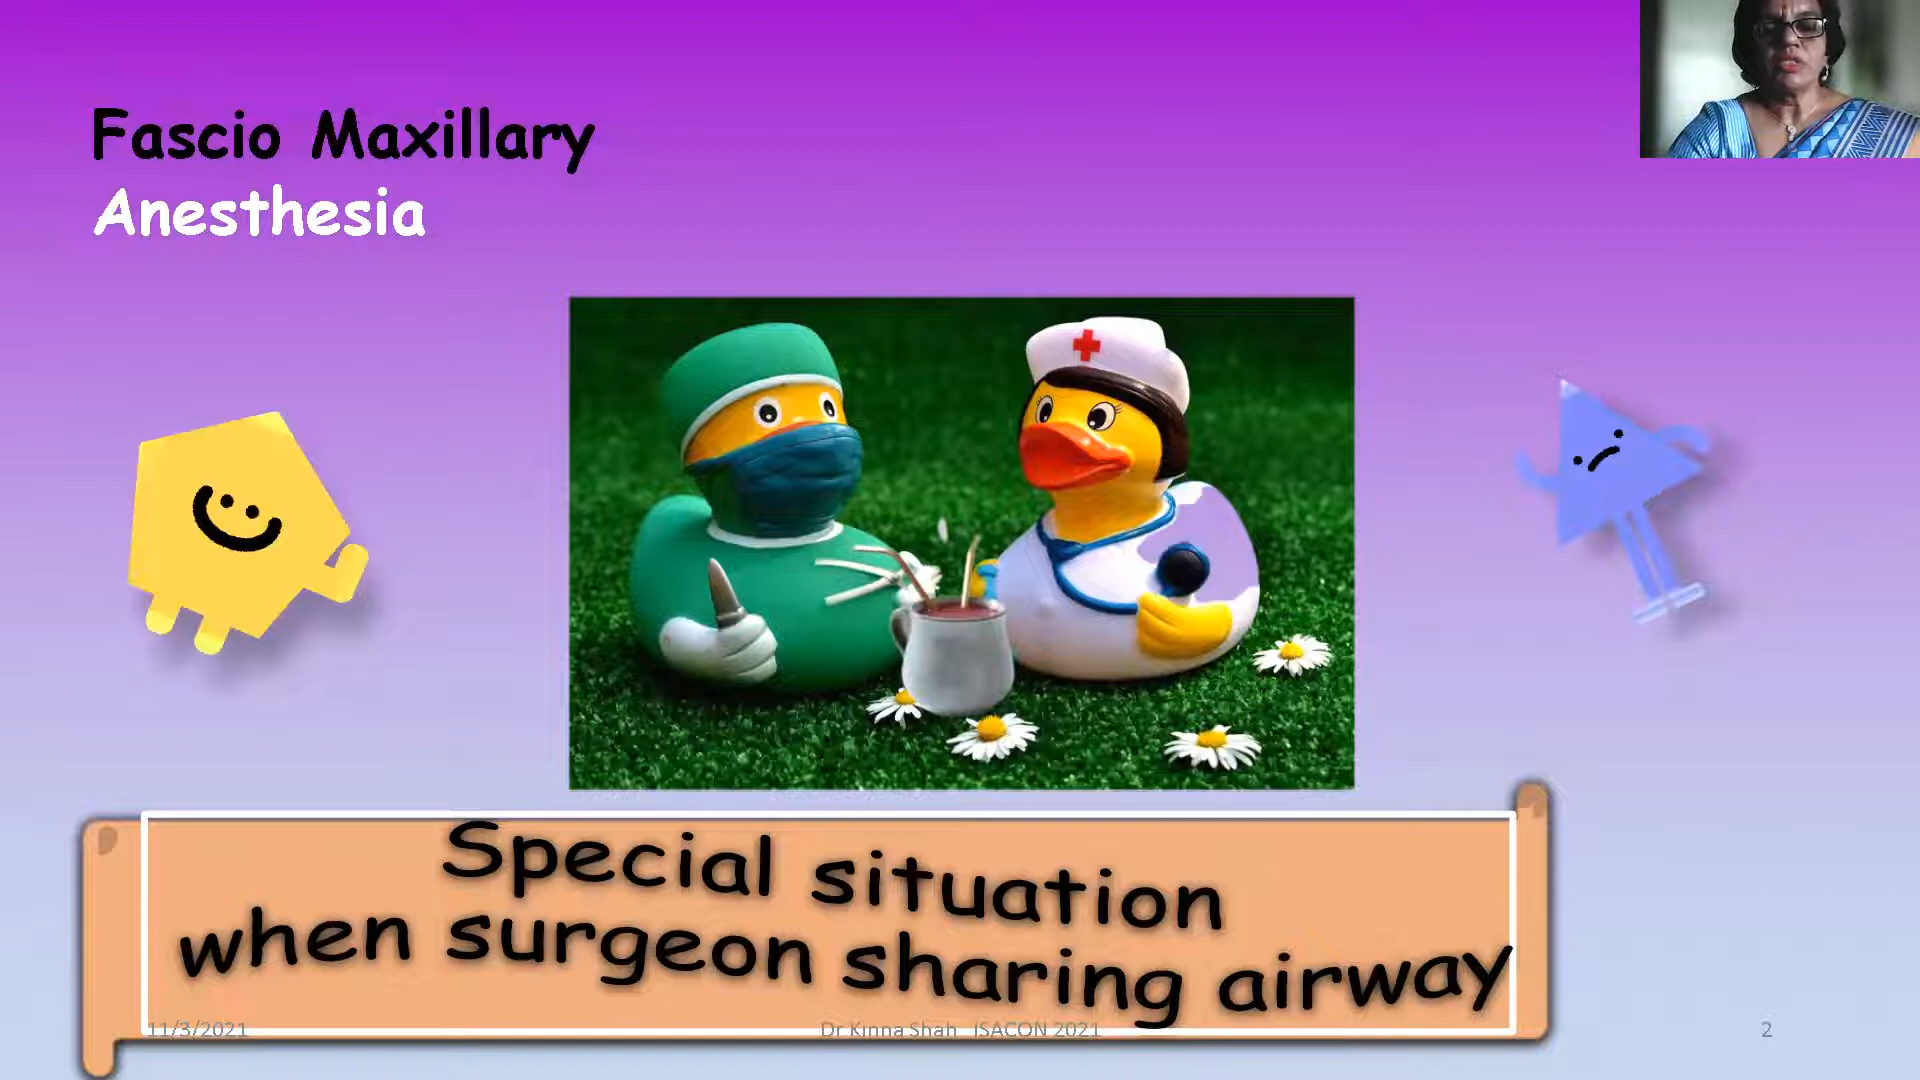 Fascio Maxillary
Anesthesia
Special situation
when surgeon sharing airway
11/3/2021
Dr Kinna Shah ISACON 2021
2